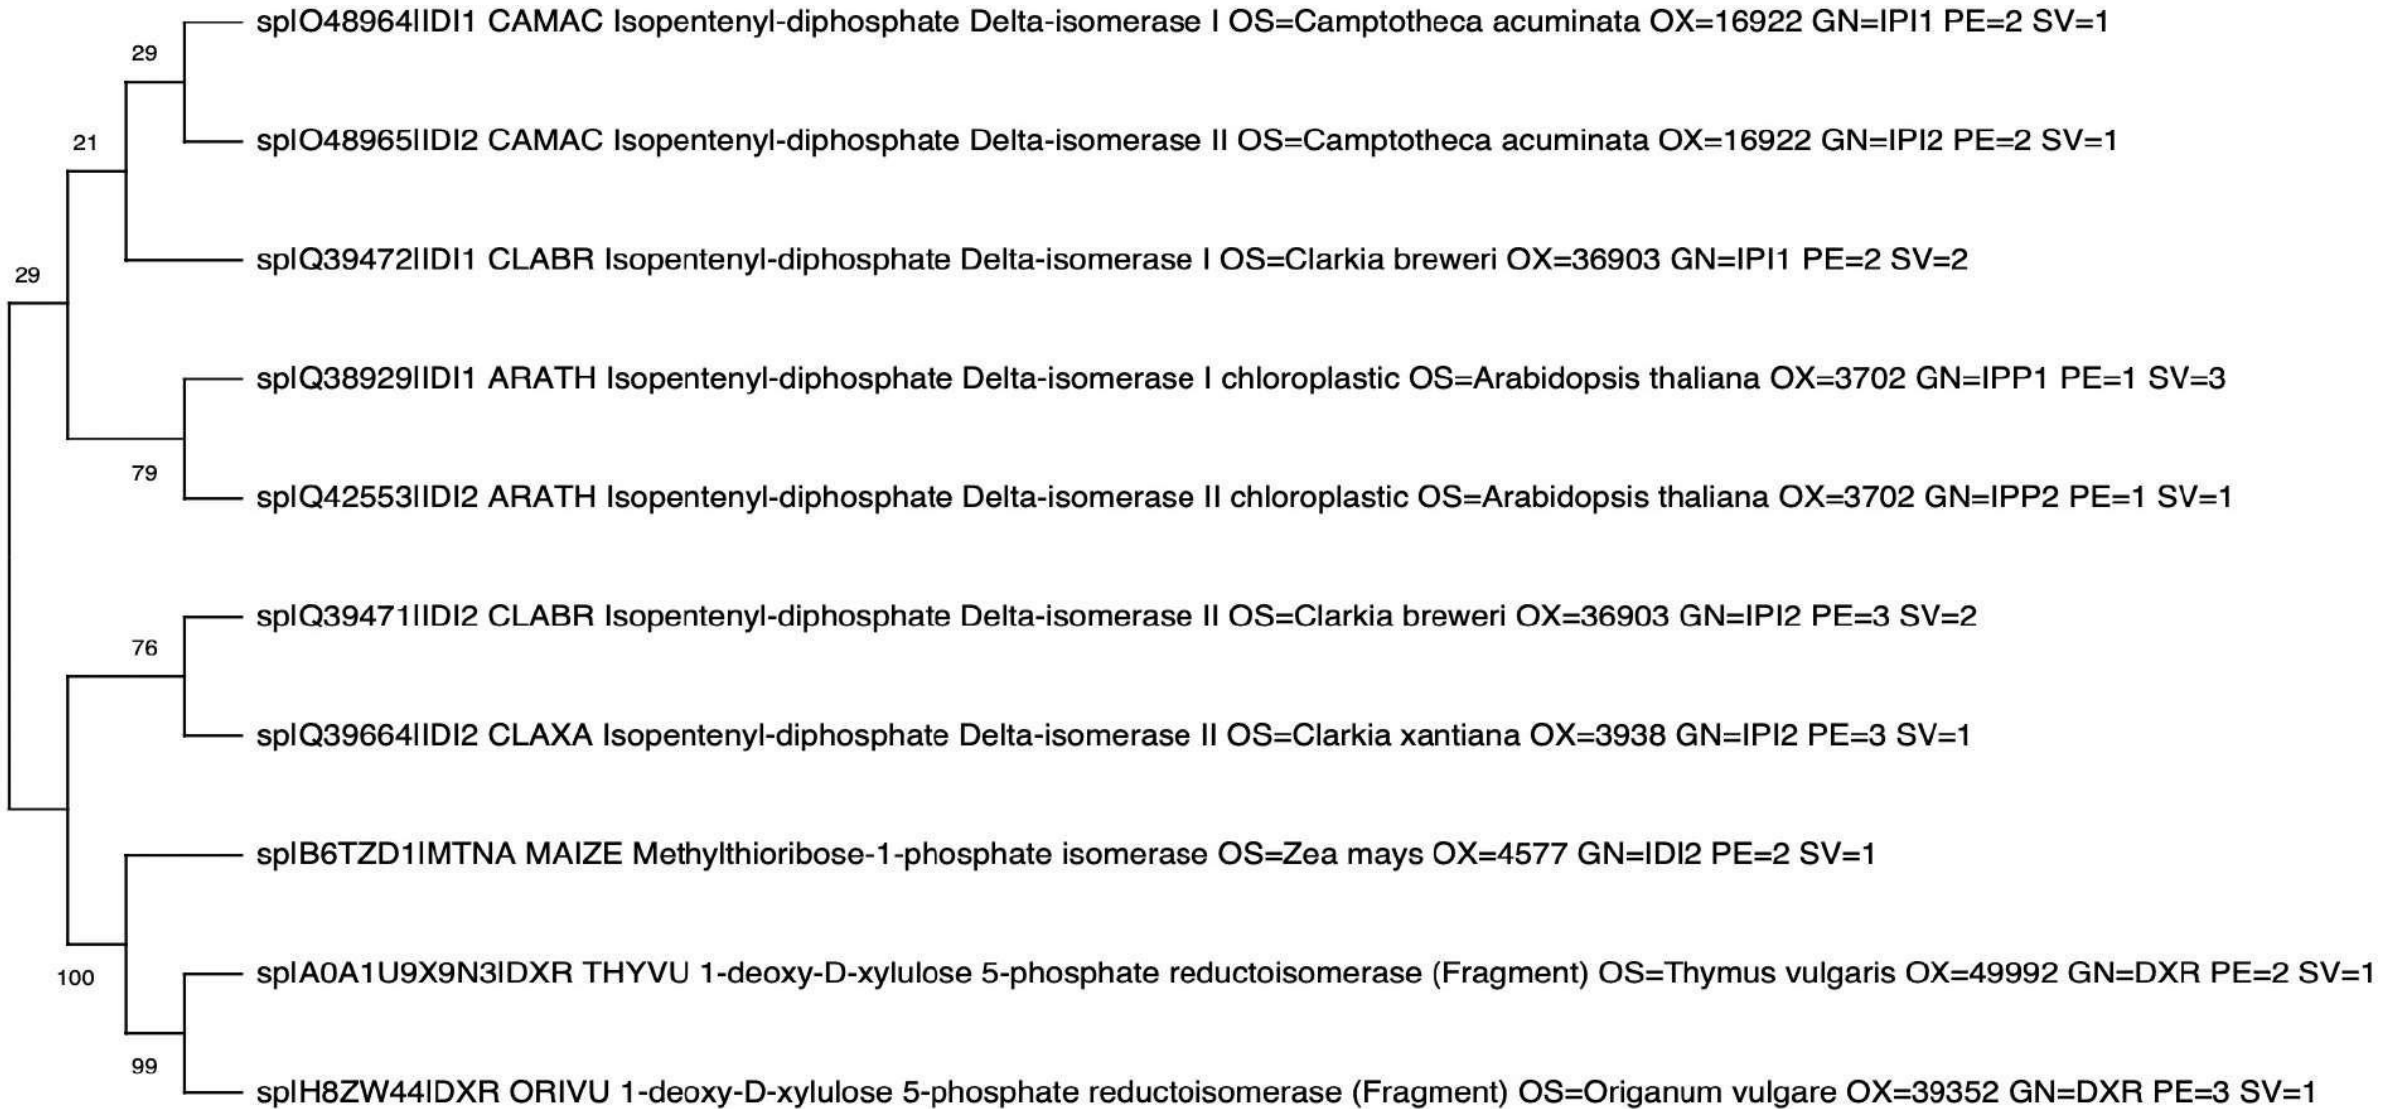 sp|O48964|IDI1 CAMAC Isopentenyl-diphosphate Delta-isomerase I OS=Camptotheca acuminata OX=16922 GN=IPI1 PE=2 SV=1
29
sp|O48965|IDI2 CAMAC Isopentenyl-diphosphate Delta-isomerase II OS=Camptotheca acuminata OX=16922 GN=IPI2 PE=2 SV=1
21
sp|Q39472|IDI1 CLABR Isopentenyl-diphosphate Delta-isomerase I OS=Clarkia breweri OX=36903 GN=IPI1 PE=2 SV=2
29
sp|Q38929|IDI1 ARATH Isopentenyl-diphosphate Delta-isomerase I chloroplastic OS=Arabidopsis thaliana OX=3702 GN=IPP1 PE=1 SV=3
79
sp|Q42553|IDI2 ARATH Isopentenyl-diphosphate Delta-isomerase II chloroplastic OS=Arabidopsis thaliana OX=3702 GN=IPP2 PE=1 SV=1
sp|Q39471|IDI2 CLABR Isopentenyl-diphosphate Delta-isomerase II OS=Clarkia breweri OX=36903 GN=IPI2 PE=3 SV=2
76
sp|Q39664|IDI2 CLAXA Isopentenyl-diphosphate Delta-isomerase II OS=Clarkia xantiana OX=3938 GN=IPI2 PE=3 SV=1
sp|B6TZD1|MTNA MAIZE Methylthioribose-1-phosphate isomerase OS=Zea mays OX=4577 GN=IDI2 PE=2 SV=1
sp|A0A1U9X9N3|DXR THYVU 1-deoxy-D-xylulose 5-phosphate reductoisomerase (Fragment) OS=Thymus vulgaris OX=49992 GN=DXR PE=2 SV=1
100
99
sp|H8ZW44|DXR ORIVU 1-deoxy-D-xylulose 5-phosphate reductoisomerase (Fragment) OS=Origanum vulgare OX=39352 GN=DXR PE=3 SV=1